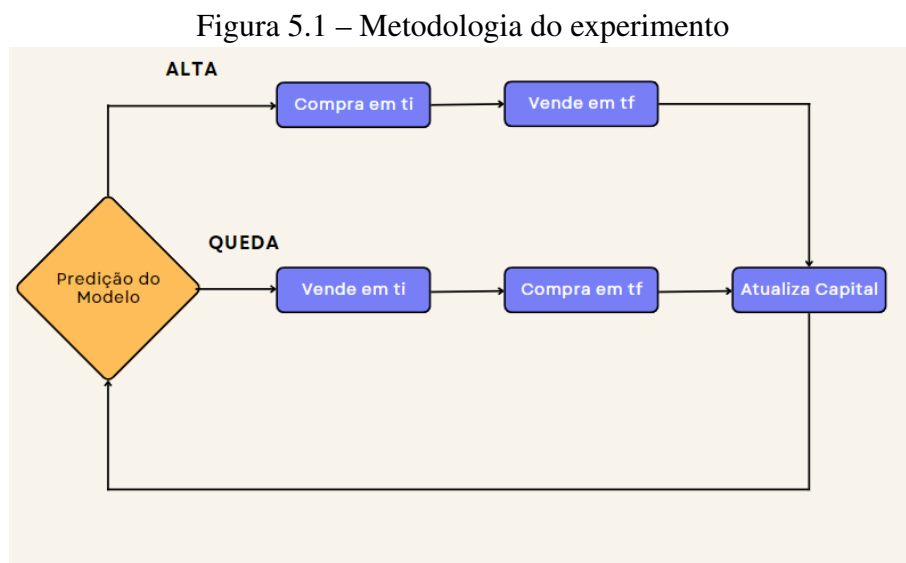 Figura 5.1 – Metodologia do experimento
ALTA
Compra em ti
Vende em tf
QUEDA
Predição do
Modelo
Vende em ti
Compra em tf
Atualiza Capital